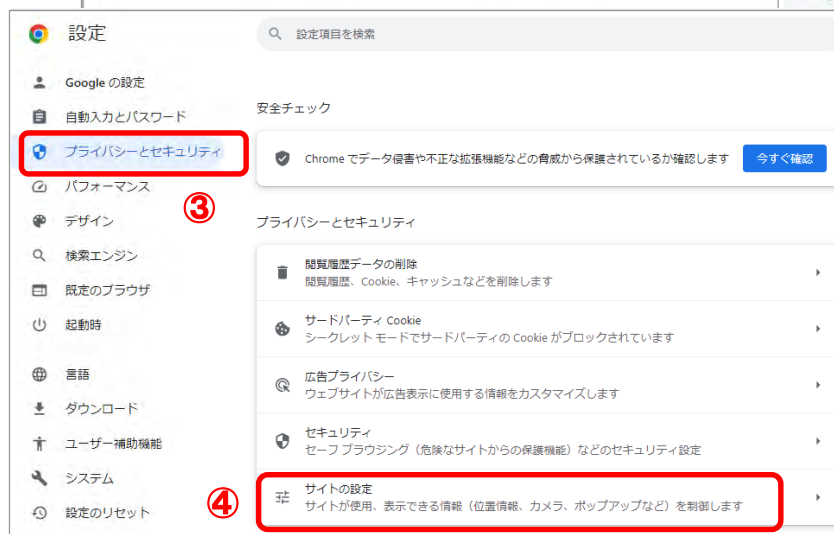 設定
設定項目を検索
Google の設定
自動入力とパスワード
プライバシーとセキュリティ
③
パフォーマンス
デザイン
検索エンジン
既定のブラウザ
起動時
言語
ダウンロード
ユーザー補助機能
システム
設定のリセット
安全チェック
Chrome でデータ侵害や不正な拡張機能などの脅威から保護されているか確認します
今すぐ確認
プライバシーとセキュリティ
閲覧履歴データの削除
閲覧履歴、Cookie、キャッシュなどを削除します
サードパーティ Cookie
シークレット モードでサードパーティの Cookie がブロックされています
広告プライバシー
ウェブサイトが広告表示に使用する情報をカスタマイズします
セキュリティ
セーフ ブラウジング（危険なサイトからの保護機能）などのセキュリティ設定
④
サイトの設定
サイトが使用、表示できる情報（位置情報、カメラ、ポップアップなど）を制御します